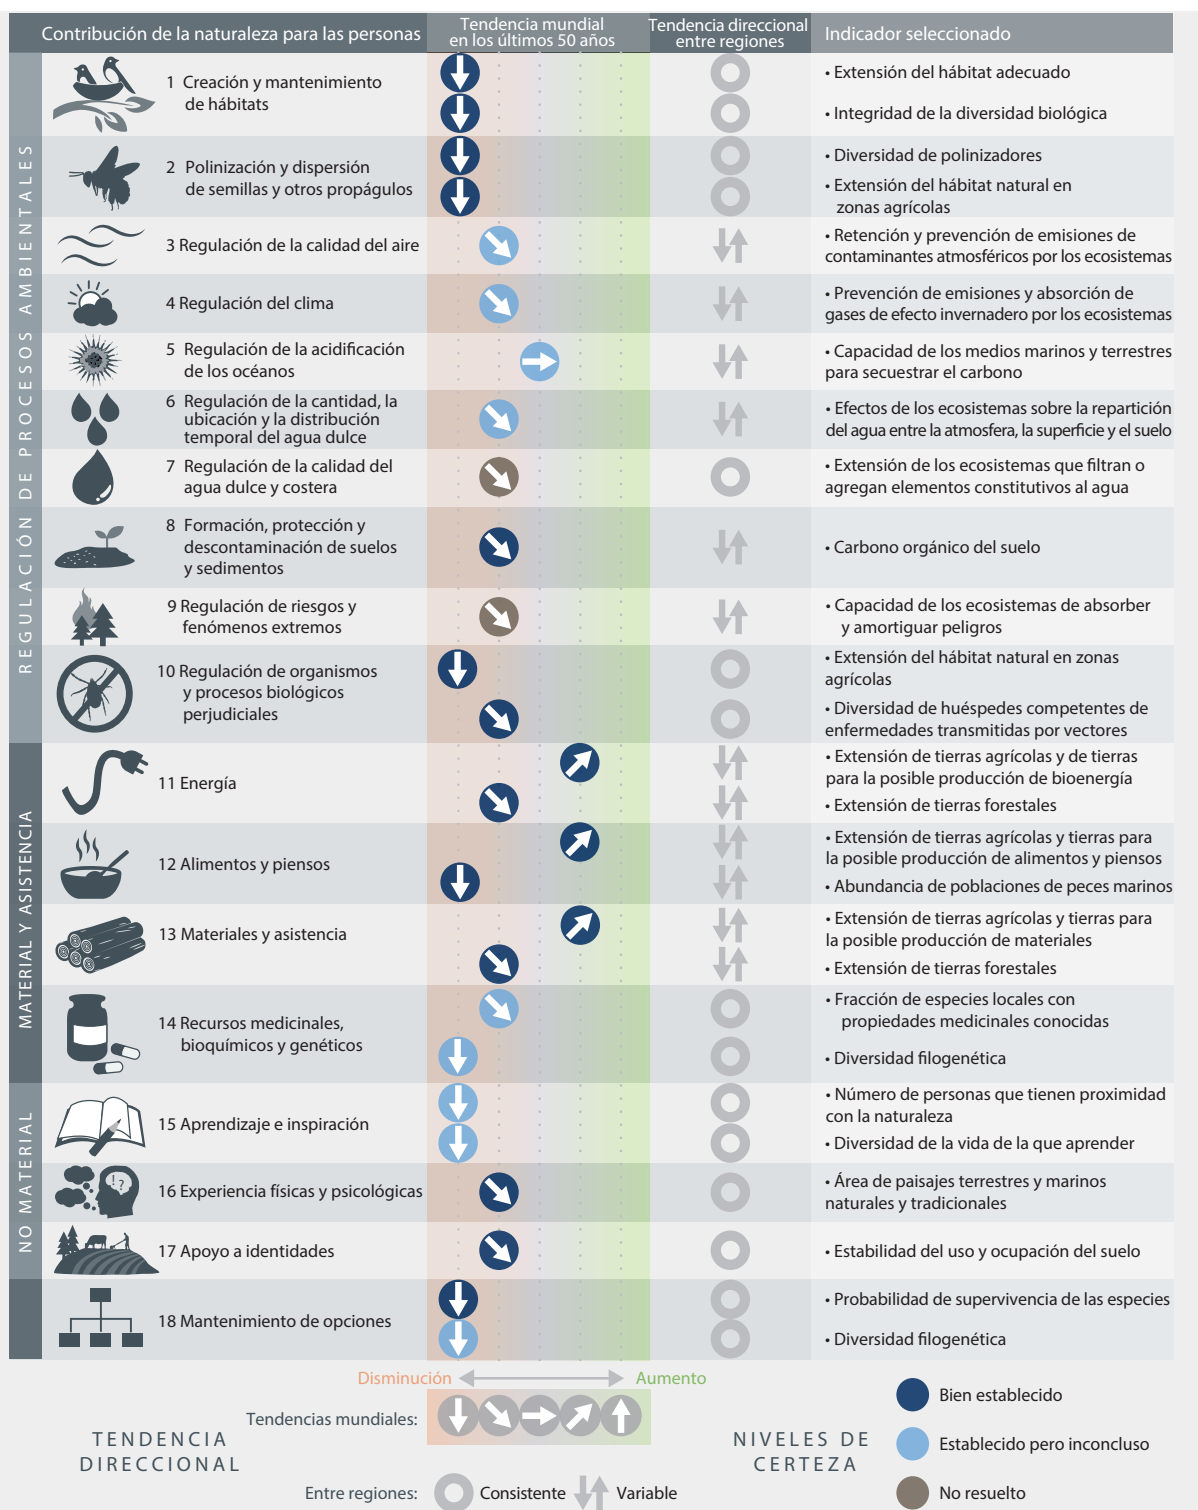 Contribución de la naturaleza para las personas
Tendencia mundial
en los últimos 50 años
Tendencia direccional
entre regiones
Indicador seleccionado
REGULACIÓN DE PROCESOS AMBIENTALES
1 Creación y mantenimiento
de hábitats
• Extensión del hábitat adecuado
• Integridad de la diversidad biológica
2 Polinización y dispersión
de semillas y otros propágulos
• Diversidad de polinizadores
• Extensión del hábitat natural en
zonas agrícolas
3 Regulación de la calidad del aire
• Retención y prevención de emisiones de
contaminantes atmosféricos por los ecosistemas
4 Regulación del clima
• Prevención de emisiones y absorción de
gases de efecto invernadero por los ecosistemas
5 Regulación de la acidificación
de los océanos
• Capacidad de los medios marinos y terrestres
para secuestrar el carbono
6 Regulación de la cantidad, la
ubicación y la distribución
temporal del agua dulce
• Efectos de los ecosistemas sobre la repartición
del agua entre la atmosfera, la superficie y el suelo
7 Regulación de la calidad del
agua dulce y costera
• Extensión de los ecosistemas que filtran o
agregan elementos constitutivos al agua
8 Formación, protección y
descontaminación de suelos
y sedimentos
• Carbono orgánico del suelo
9 Regulación de riesgos y
fenómenos extremos
• Capacidad de los ecosistemas de absorber
y amortiguar peligros
10 Regulación de organismos
y procesos biológicos
perjudiciales
• Extensión del hábitat natural en zonas
agrícolas
• Diversidad de huéspedes competentes de
enfermedades transmitidas por vectores
MATERIAL Y ASISTENCIA
11 Energía
• Extensión de tierras agrícolas y de tierras
para la posible producción de bioenergía
• Extensión de tierras forestales
12 Alimentos y piensos
• Extensión de tierras agrícolas y tierras para
la posible producción de alimentos y piensos
• Abundancia de poblaciones de peces marinos
13 Materiales y asistencia
• Extensión de tierras agrícolas y tierras para
la posible producción de materiales
• Extensión de tierras forestales
14 Recursos medicinales,
bioquímicos y genéticos
• Fracción de especies locales con
propiedades medicinales conocidas
• Diversidad filogenética
NO MATERIAL
15 Aprendizaje e inspiración
• Número de personas que tienen proximidad
con la naturaleza
• Diversidad de la vida de la que aprender
!?
16 Experiencia físicas y psicológicas
• Área de paisajes terrestres y marinos
naturales y tradicionales
17 Apoyo a identidades
• Estabilidad del uso y ocupación del suelo
18 Mantenimiento de opciones
• Probabilidad de supervivencia de las especies
• Diversidad filogenética
Disminución
Aumento
TENDENCIA
DIRECCIONAL
Tendencias mundiales:
Entre regiones:
Consistente
Variable
NIVELES DE
CERTEZA
Bien establecido
Establecido pero inconcluso
No resuelto